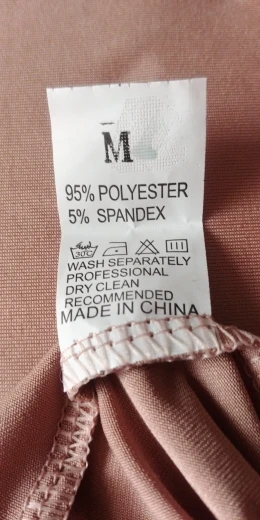 M
95% POLYESTER
5% SPANDEX
30°C
WASH SEPARATELY
PROFESSIONAL
DRY CLEAN
RECOMMENDED
MADE IN CHINA